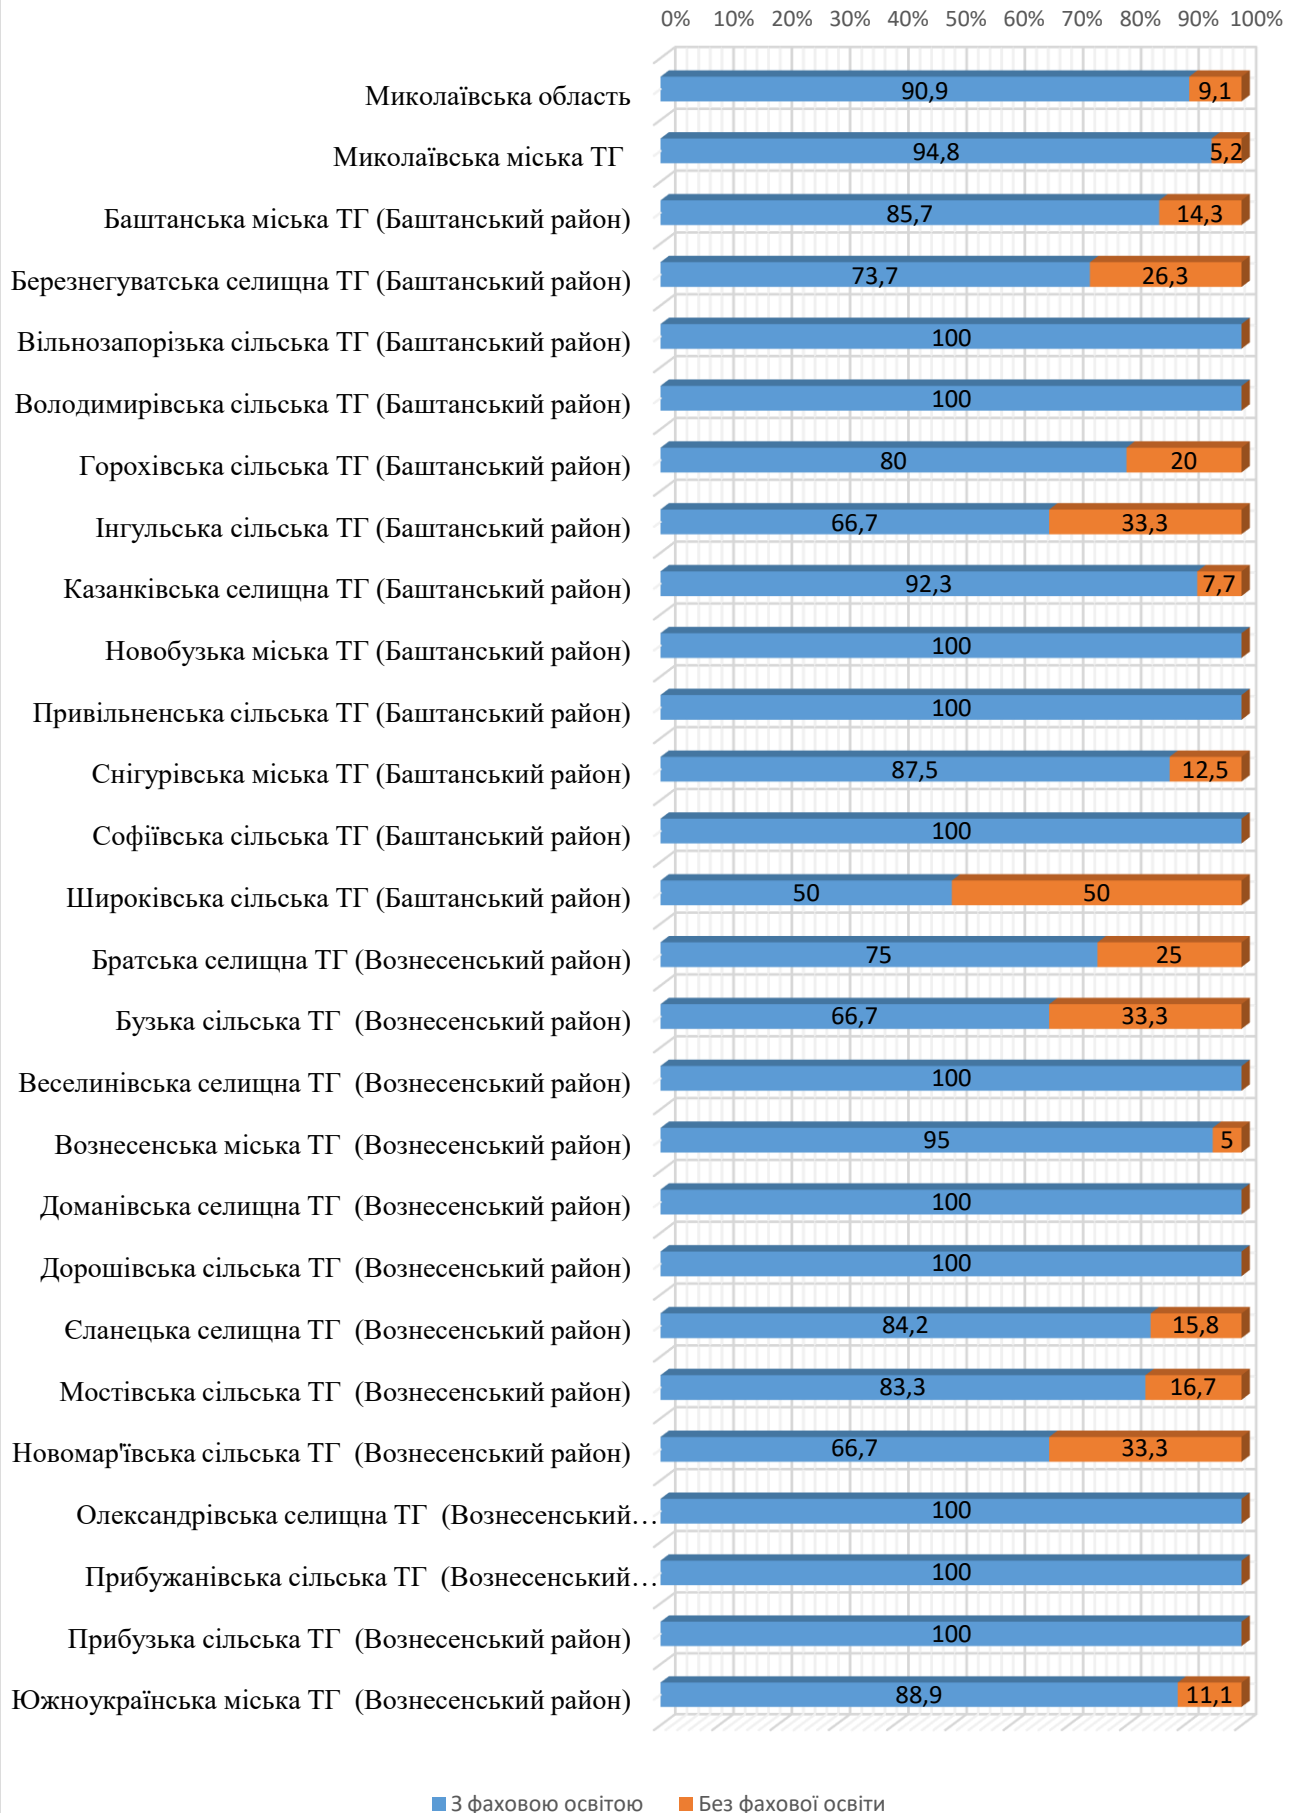 0% 10% 20% 30% 40% 50% 60% 70% 80% 90% 100%
Миколаївська область 90,9 9,1
Миколаївська міська ТГ 94,8 5,2
Баштанська міська ТГ (Баштанський район) 85,7 14,3
Березнегуватська селищна ТГ (Баштанський район) 73,7 26,3
Вільнозапорізька сільська ТГ (Баштанський район) 100
Володимирівська сільська ТГ (Баштанський район) 100
Горохівська сільська ТГ (Баштанський район) 80 20
Інгульська сільська ТГ (Баштанський район) 66,7 33,3
Казанківська селищна ТГ (Баштанський район) 92,3 7,7
Новобузька міська ТГ (Баштанський район) 100
Привільненська сільська ТГ (Баштанський район) 100
Снігурівська міська ТГ (Баштанський район) 87,5 12,5
Софіївська сільська ТГ (Баштанський район) 100
Широківська сільська ТГ (Баштанський район) 50 50
Братська селищна ТГ (Вознесенський район) 75 25
Бузька сільська ТГ (Вознесенський район) 66,7 33,3
Веселинівська селищна ТГ (Вознесенський район) 100
Вознесенська міська ТГ (Вознесенський район) 95 5
Доманівська селищна ТГ (Вознесенський район) 100
Дорошівська сільська ТГ (Вознесенський район) 100
Єланецька селищна ТГ (Вознесенський район) 84,2 15,8
Мостівська сільська ТГ (Вознесенський район) 83,3 16,7
Новомар'ївська сільська ТГ (Вознесенський район) 66,7 33,3
Олександрівська селищна ТГ (Вознесенський… 100
Прибужанівська сільська ТГ (Вознесенський… 100
Прибузька сільська ТГ (Вознесенський район) 100
Южноукраїнська міська ТГ (Вознесенський район) 88,9 11,1
З фаховою освітою Без фахової освіти